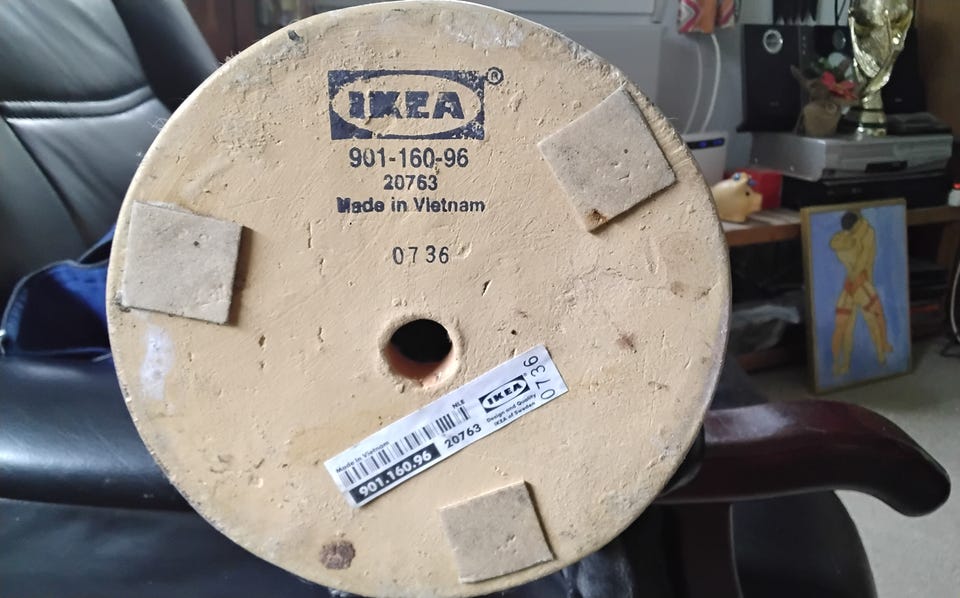 IKEA®
901-160-96
20763
Made in Vietnam
0736
Made in Vietnam
NLE
901.160.96
20763
IKEA®
Design and Quality
IKEA of Sweden
0736